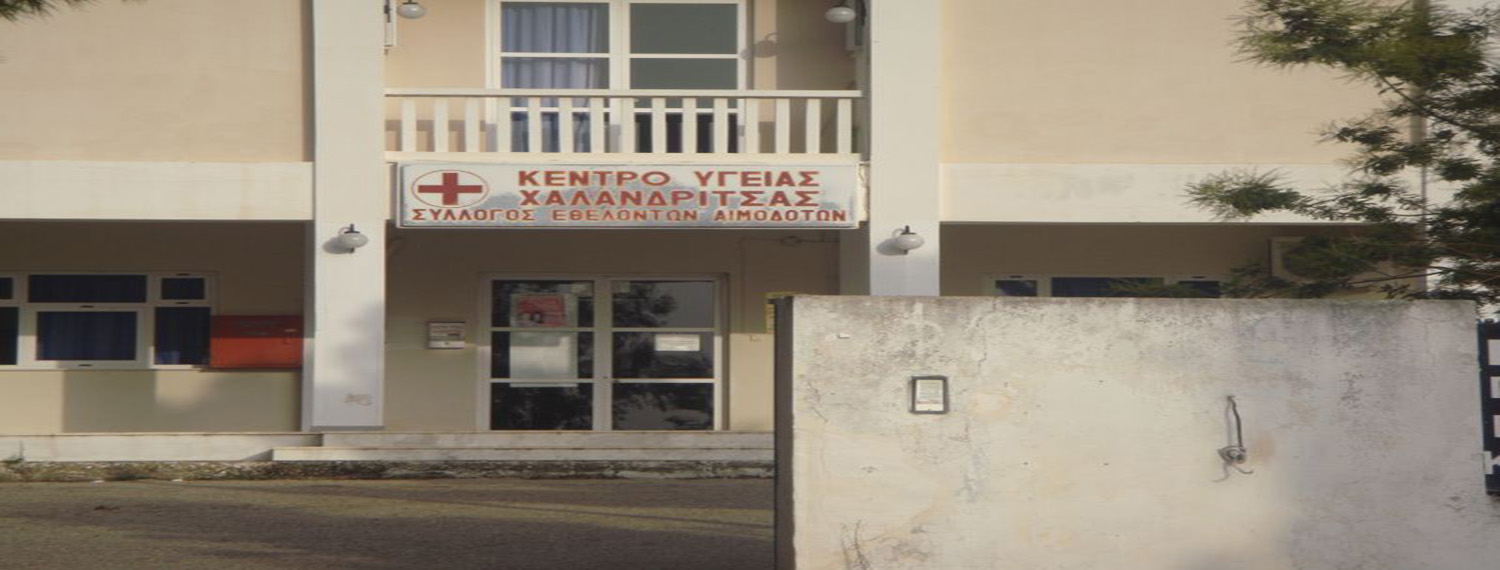 ΚΕΝΤΡΟ ΥΓΕΙΑΣ
ΧΑΛΑΝΔΡΙΤΣΑΣ
ΣΥΛΛΟΓΟΣ ΕΘΕΛΟΝΤΩΝ ΑΙΜΟΔΟΤΩΝ